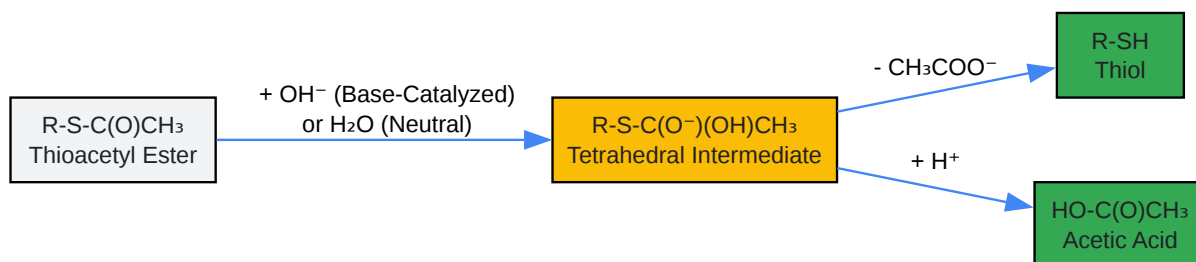 R-S-C(O)CH₃
Thioacetyl Ester
+ OH⁻ (Base-Catalyzed)
or H₂O (Neutral)
R-S-C(O⁻)(OH)CH₃
Tetrahedral Intermediate
- CH₃COO⁻
R-SH
Thiol
+ H⁺
HO-C(O)CH₃
Acetic Acid